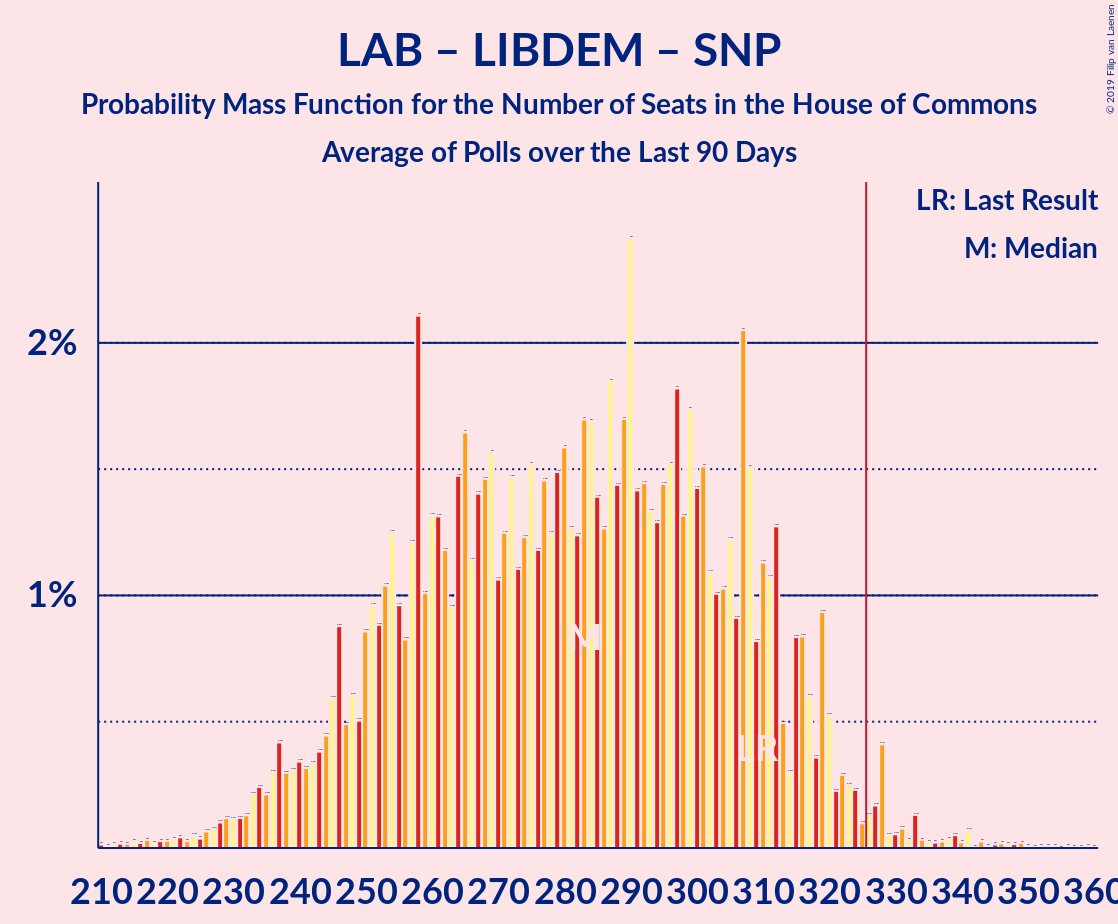 LAB – LIBDEM – SNP
Probability Mass Function for the Number of Seats in the House of Commons
Average of Polls over the Last 90 Days
© 2019 Filip van Laenen
LR: Last Result
M: Median
2%
1%
M
LR
210 220 230 240 250 260 270 280 290 300 310 320 330 340 350 360